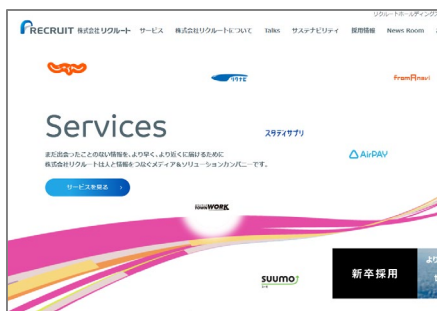 リクルートホールディングス
RECRUIT 株式会社リクルート サービス 株式会社リクルートについて Talks サステナビリティ 採用情報 News Room
リクナビ
FromAnavi
Services
スタディサプリ
まだ出会ったことのない情報を、より早く、より近くに届けるために
株式会社リクルートは人と情報をつなぐメディア＆ソリューションカンパニーです。
AirPAY
サービスを見る
townWORK
SUUMO
新卒採用